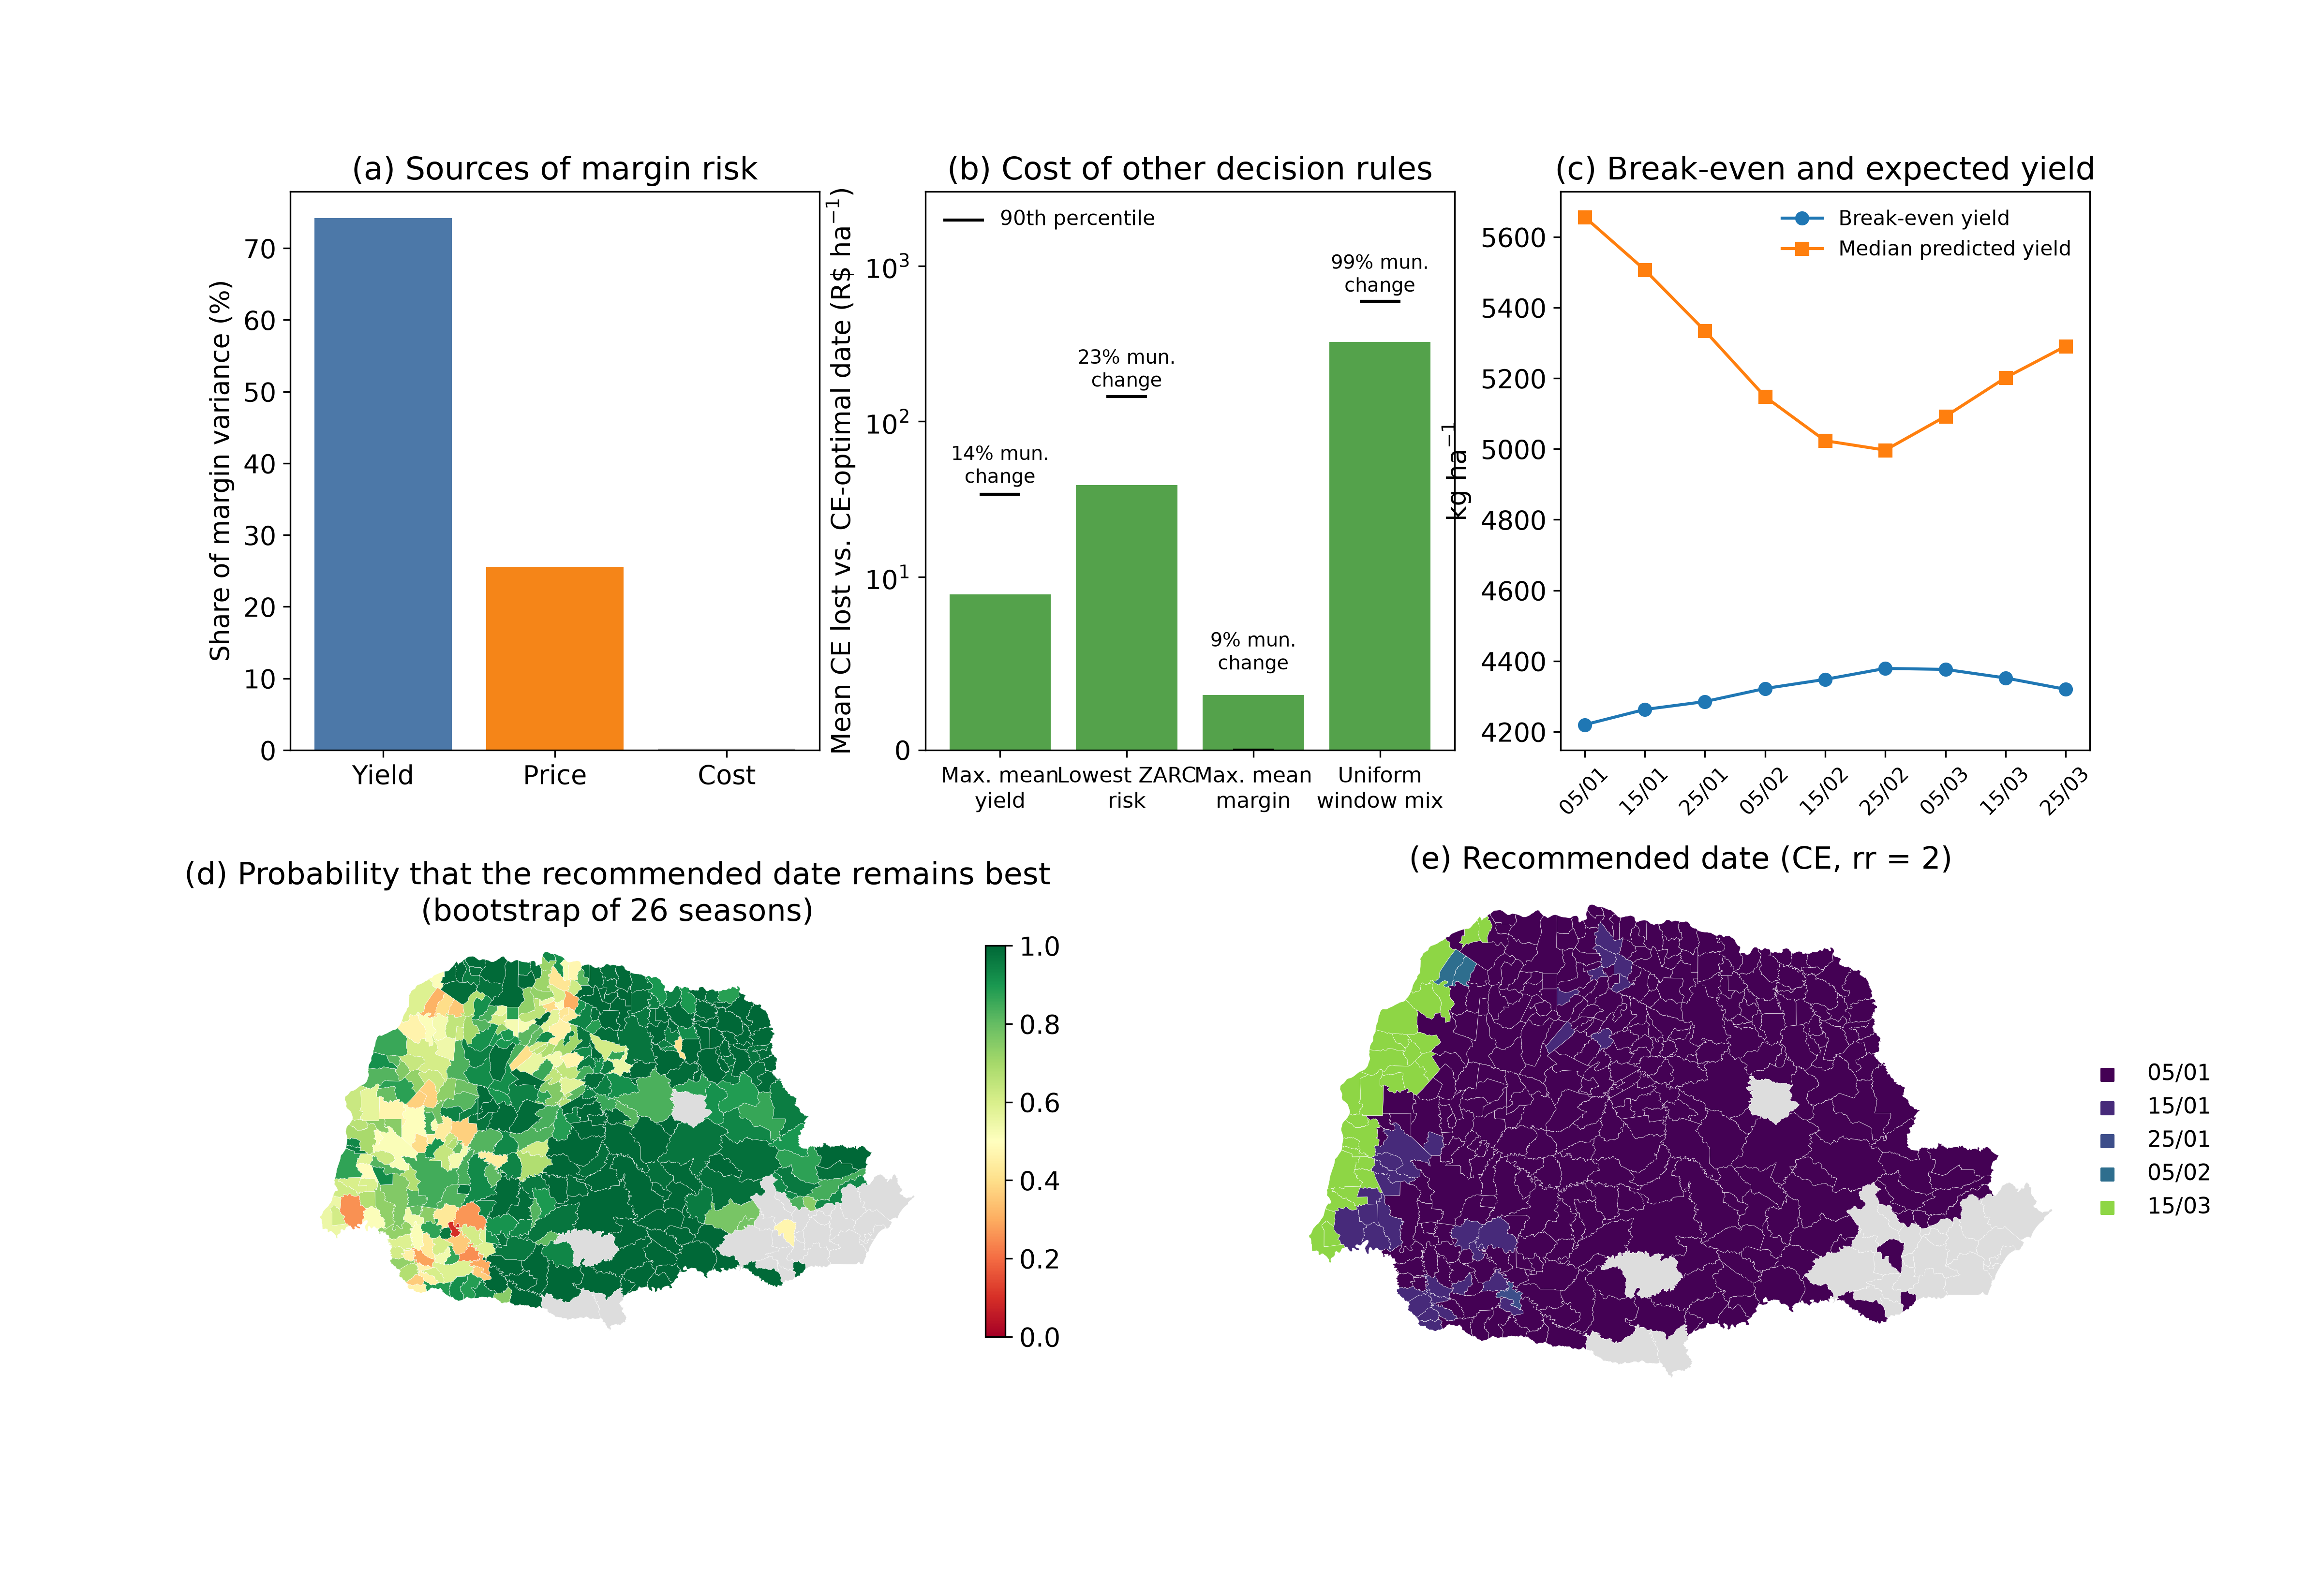 (a) Sources of margin risk
Share of margin variance (%)
70
60
50
40
30
20
10
0
Yield
Price
Cost
(b) Cost of other decision rules
Mean CE lost vs. CE-optimal date (R$ ha⁻¹)
90th percentile
10³
10²
10¹
0
14% mun.
change
23% mun.
change
9% mun.
change
99% mun.
change
Max. mean
yield
Lowest ZARC
risk
Max. mean
margin
Uniform
window mix
(c) Break-even and expected yield
kg ha⁻¹
Break-even yield
Median predicted yield
5600
5400
5200
5000
4800
4600
4400
4200
05/01
15/01
25/01
05/02
15/02
25/02
05/03
15/03
25/03
(d) Probability that the recommended date remains best
(bootstrap of 26 seasons)
1.0
0.8
0.6
0.4
0.2
0.0
(e) Recommended date (CE, rr = 2)
05/01
15/01
25/01
05/02
15/03